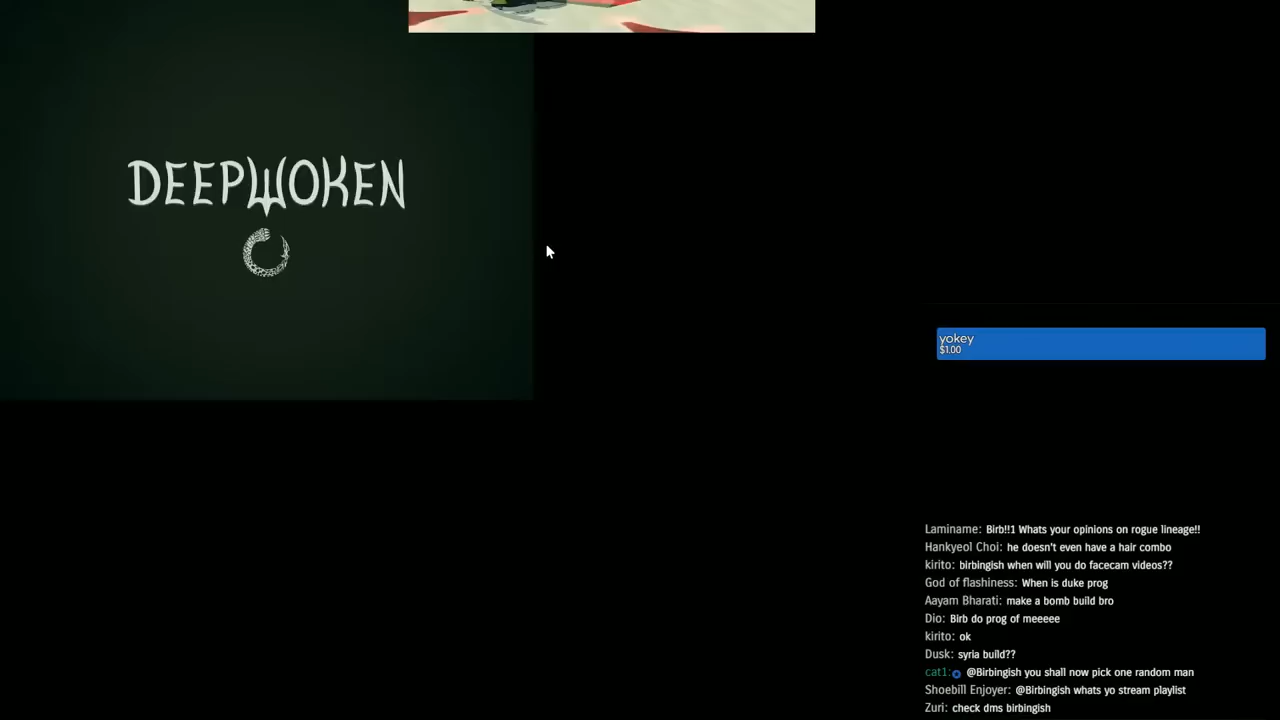 DEEPWOKEN
yokey
$1.00
Laminame: Birb!!1 Whats your opinions on rogue lineage!!
Hankyeol Choi: he doesn't even have a hair combo
kirito: birbingish when will you do facecam videos??
God of flashiness: When is duke prog
Aayam Bharati: make a bomb build bro
Dio: Birb do prog of meeeee
kirito: ok
Dusk: syria build??
cat1: @Birbingish you shall now pick one random man
Shoebill Enjoyer: @Birbingish whats yo stream playlist
Zuri: check dms birbingish